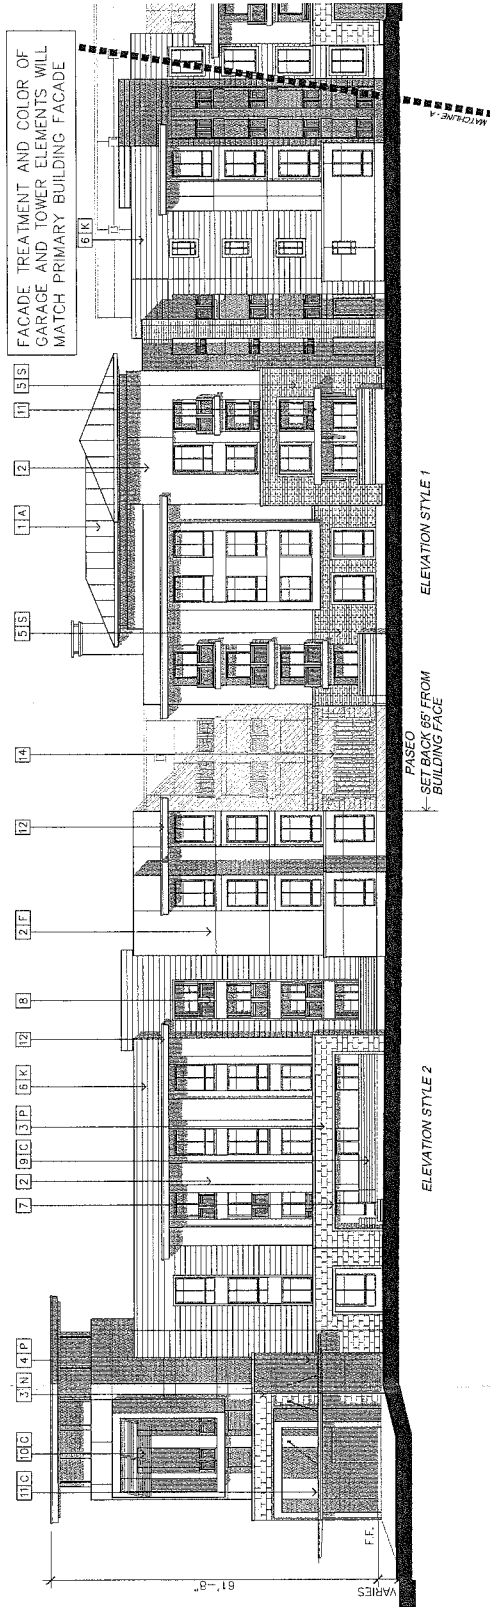 FACADE TREATMENT AND COLOR OF
GARAGE AND TOWER ELEMENTS WILL
MATCH PRIMARY BUILDING FACADE
11 C
10 C
3 N
4 P
7
2
9 C
3 P
6 K
12
8
2 F
12
14
5 S
1 A
2
11
5 S
6 K
MATCHLINE - A
61'-8"
F.F.
VARIES
ELEVATION STYLE 2
PASEO
SET BACK 65' FROM
BUILDING FACE
ELEVATION STYLE 1